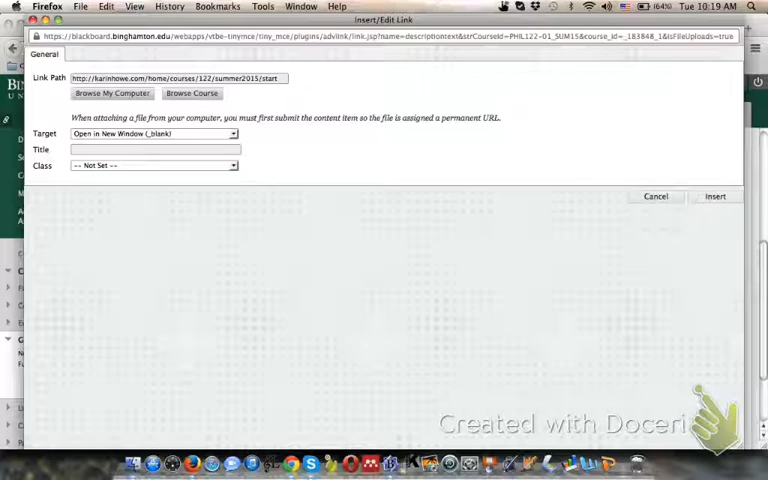 Firefox File Edit View History Bookmarks Tools Window Help (164%) Tue 10:19 AM
Insert/Edit Link
https://blackboard.binghamton.edu/webapps/vtbe-tinymce/tiny_mce/plugins/advlink/link.jsp?name=descriptiontext&strCourseId=PHIL122-01_SUM15&course_id=_183848_1&isFileUploads=true
General
Link Path http://karinhowe.com/home/courses/122/summer2015/start
Browse My Computer Browse Course
When attaching a file from your computer, you must first submit the content item so the file is assigned a permanent URL.
Target Open in New Window (_blank)
Title
Class -- Not Set --
Cancel Insert
Created with Doceri